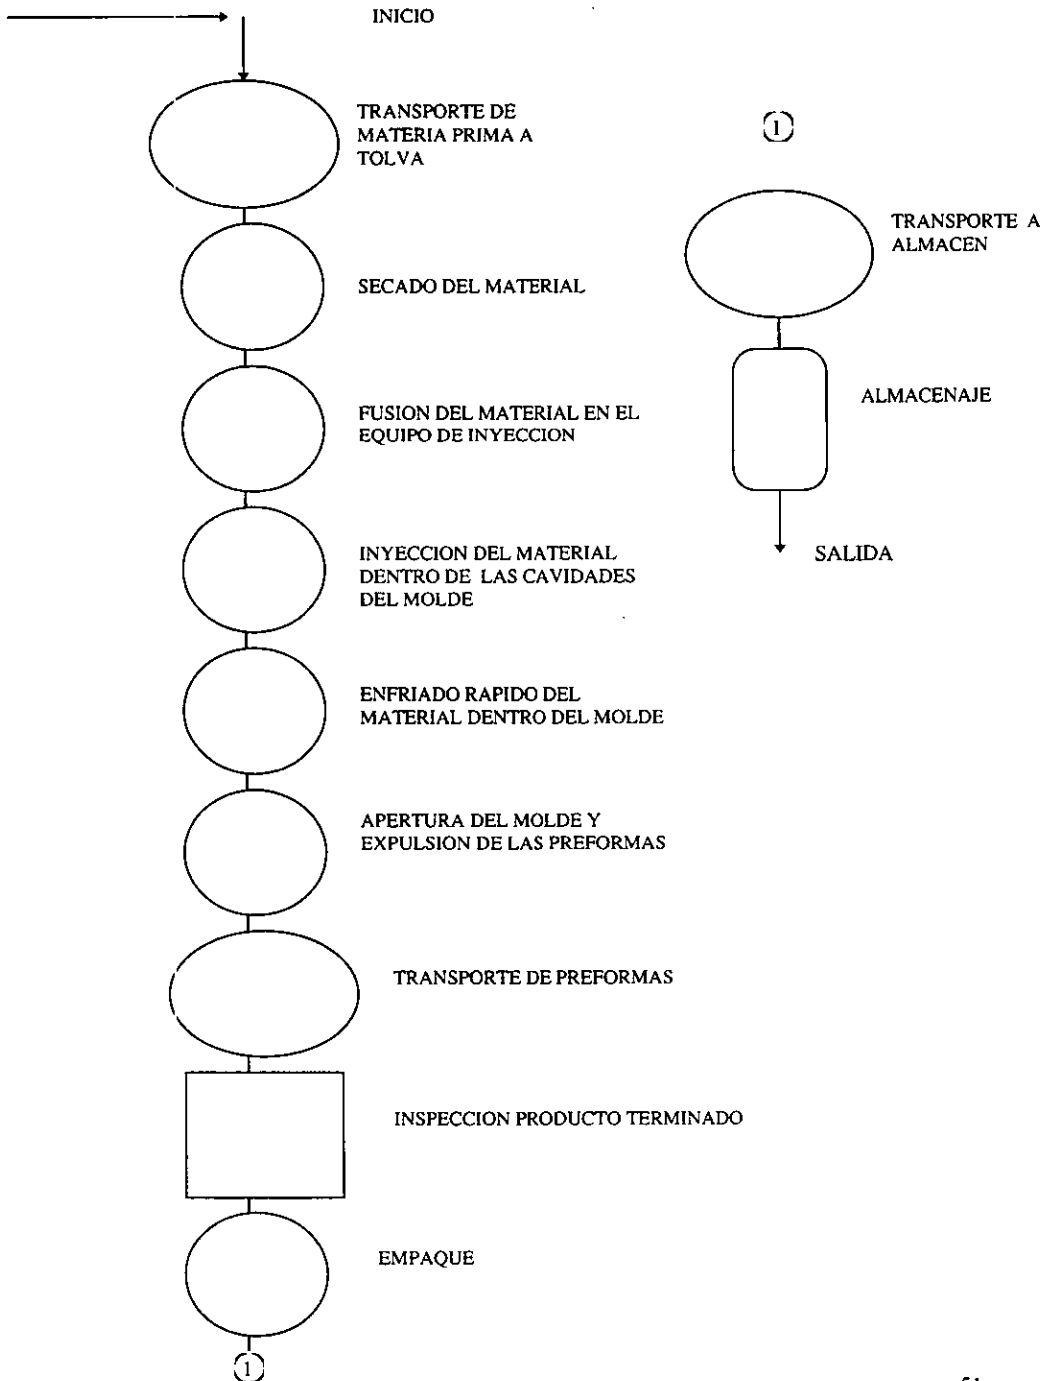 INICIO
TRANSPORTE DE
MATERIA PRIMA A
TOLVA
SECADO DEL MATERIAL
FUSION DEL MATERIAL EN EL
EQUIPO DE INYECCION
INYECCION DEL MATERIAL
DENTRO DE LAS CAVIDADES
DEL MOLDE
ENFRIADO RAPIDO DEL
MATERIAL DENTRO DEL MOLDE
APERTURA DEL MOLDE Y
EXPULSION DE LAS PREFORMAS
TRANSPORTE DE PREFORMAS
INSPECCION PRODUCTO TERMINADO
EMPAQUE
1
1
TRANSPORTE A
ALMACEN
ALMACENAJE
SALIDA